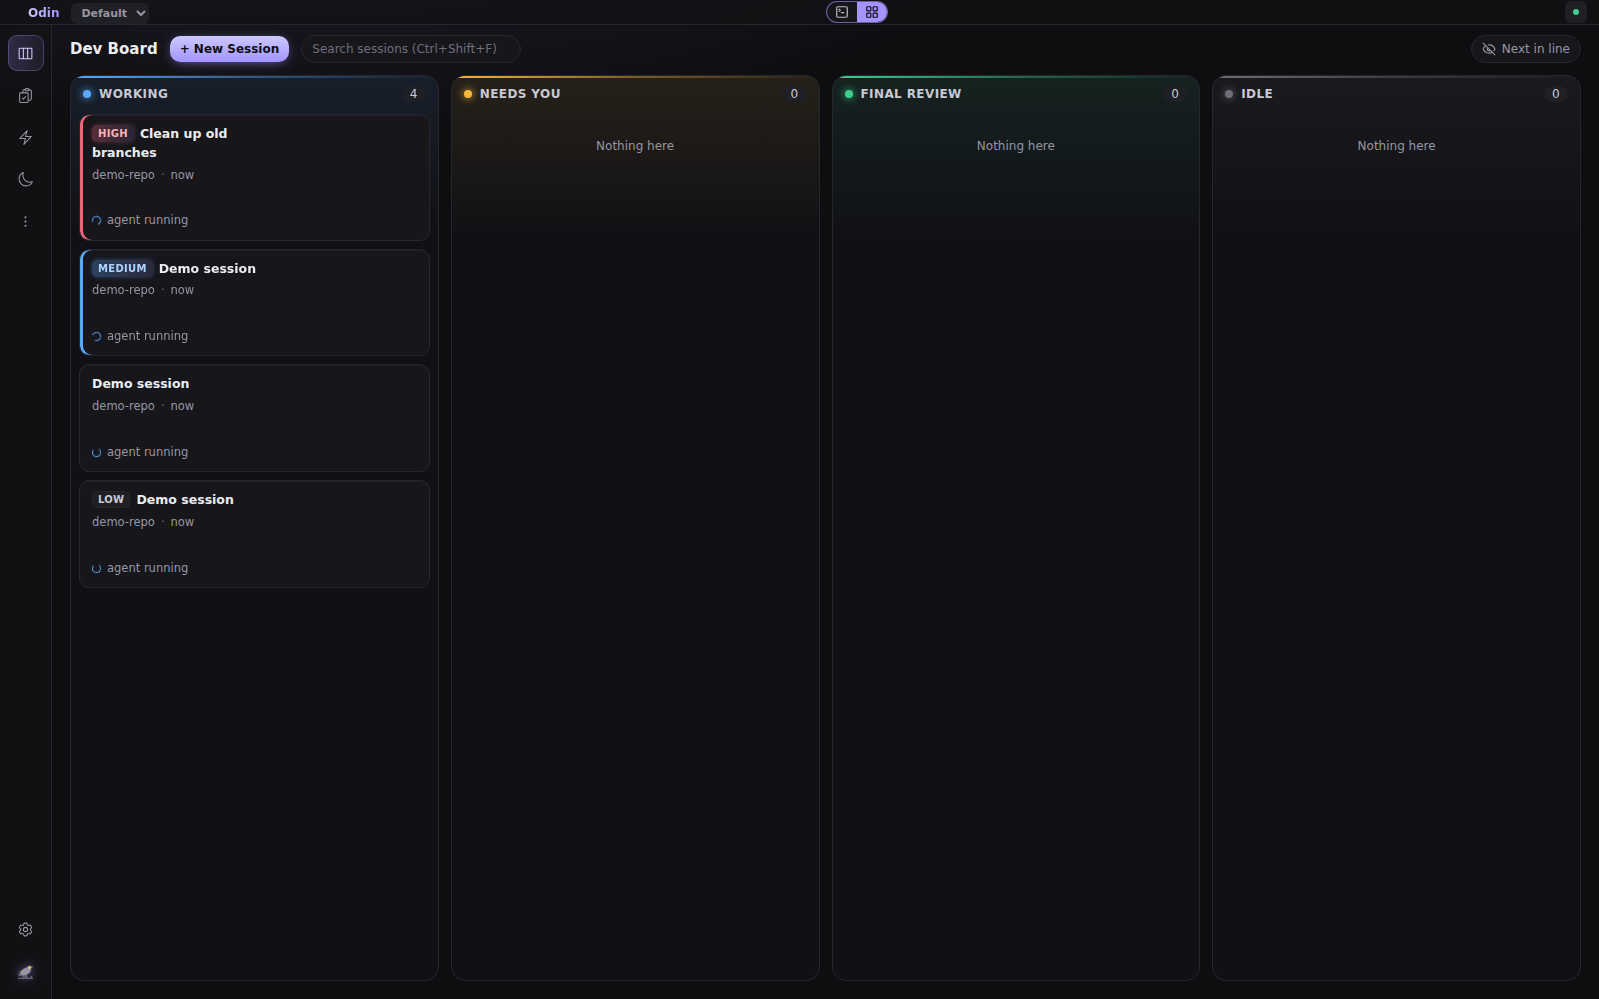 Odin
Default
Dev Board
+ New Session
Search sessions (Ctrl+Shift+F)
Next in line
WORKING
4
HIGH Clean up old
branches
demo-repo · now
agent running
MEDIUM Demo session
demo-repo · now
agent running
Demo session
demo-repo · now
agent running
LOW Demo session
demo-repo · now
agent running
NEEDS YOU
0
Nothing here
FINAL REVIEW
0
Nothing here
IDLE
0
Nothing here